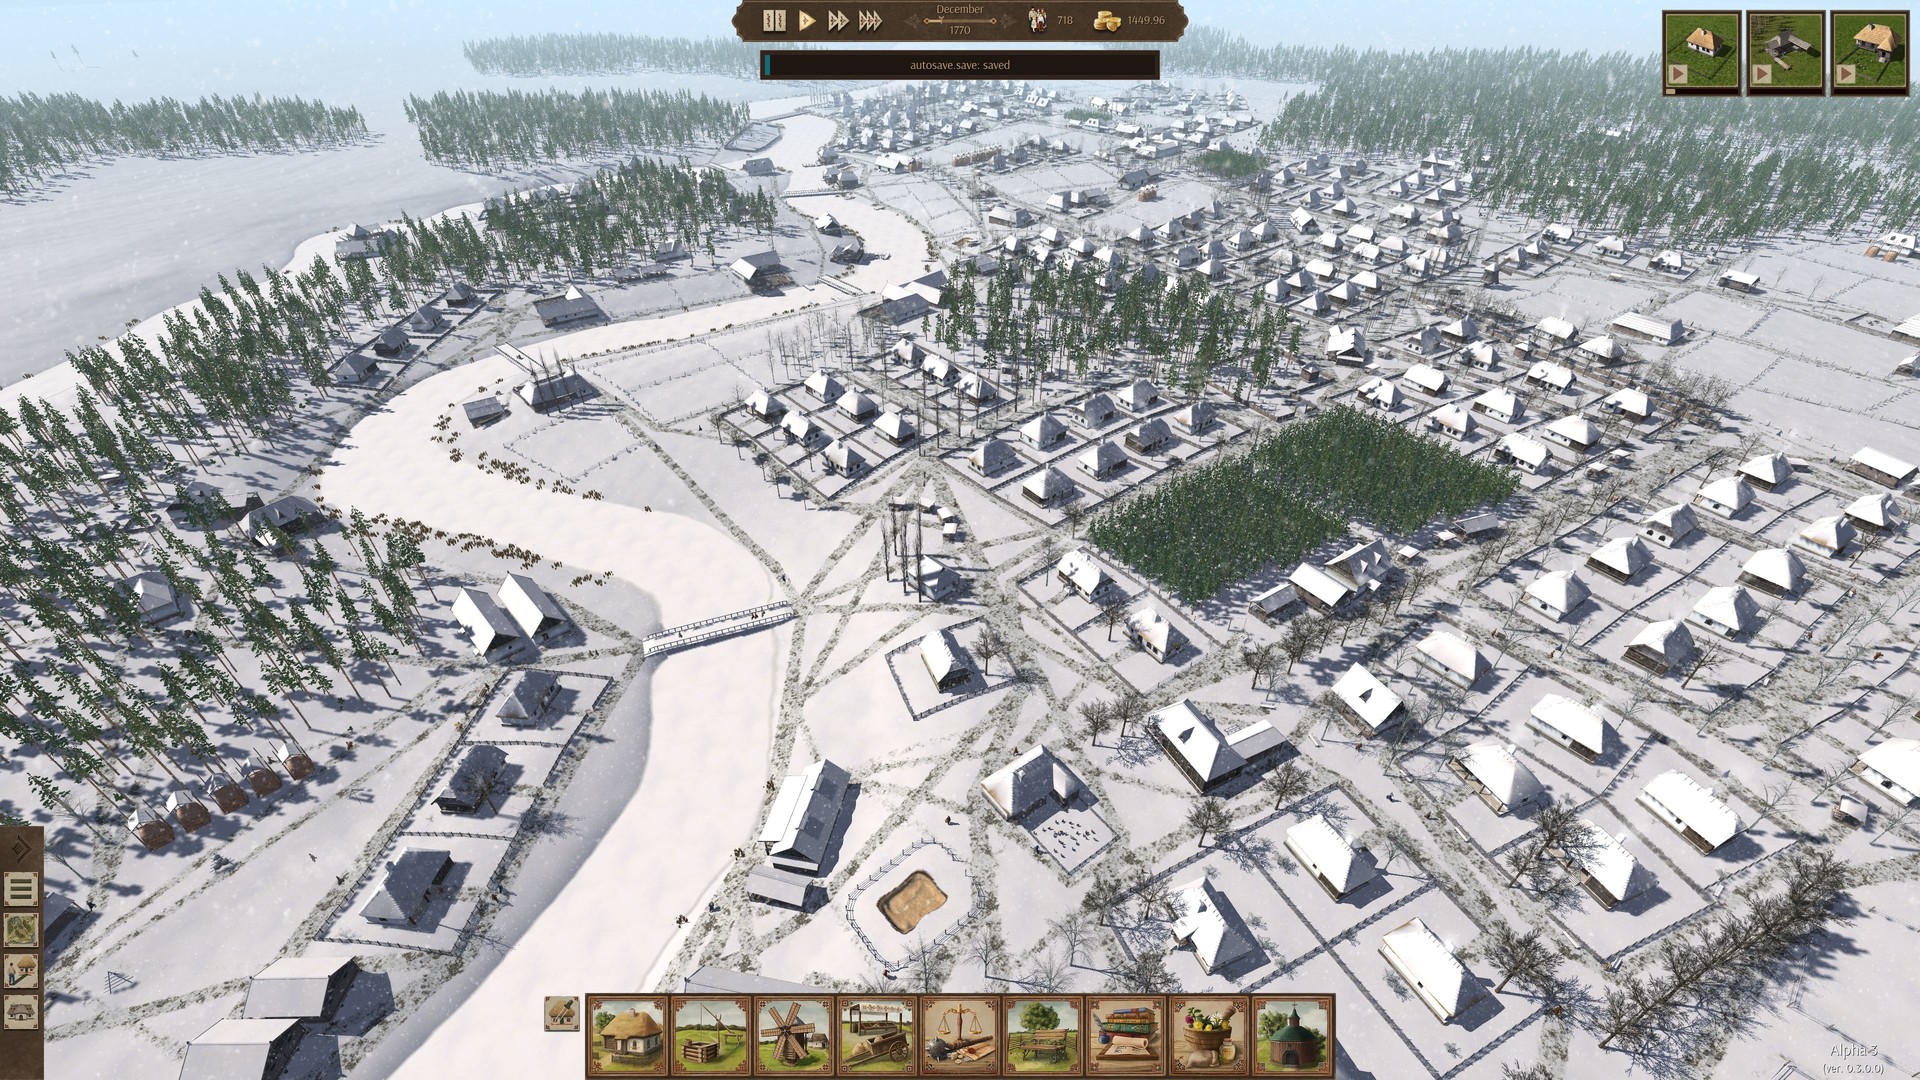 December
1770
718
1449.96
autosave.save: saved
Alpha 3
(ver. 0.3.0.0)